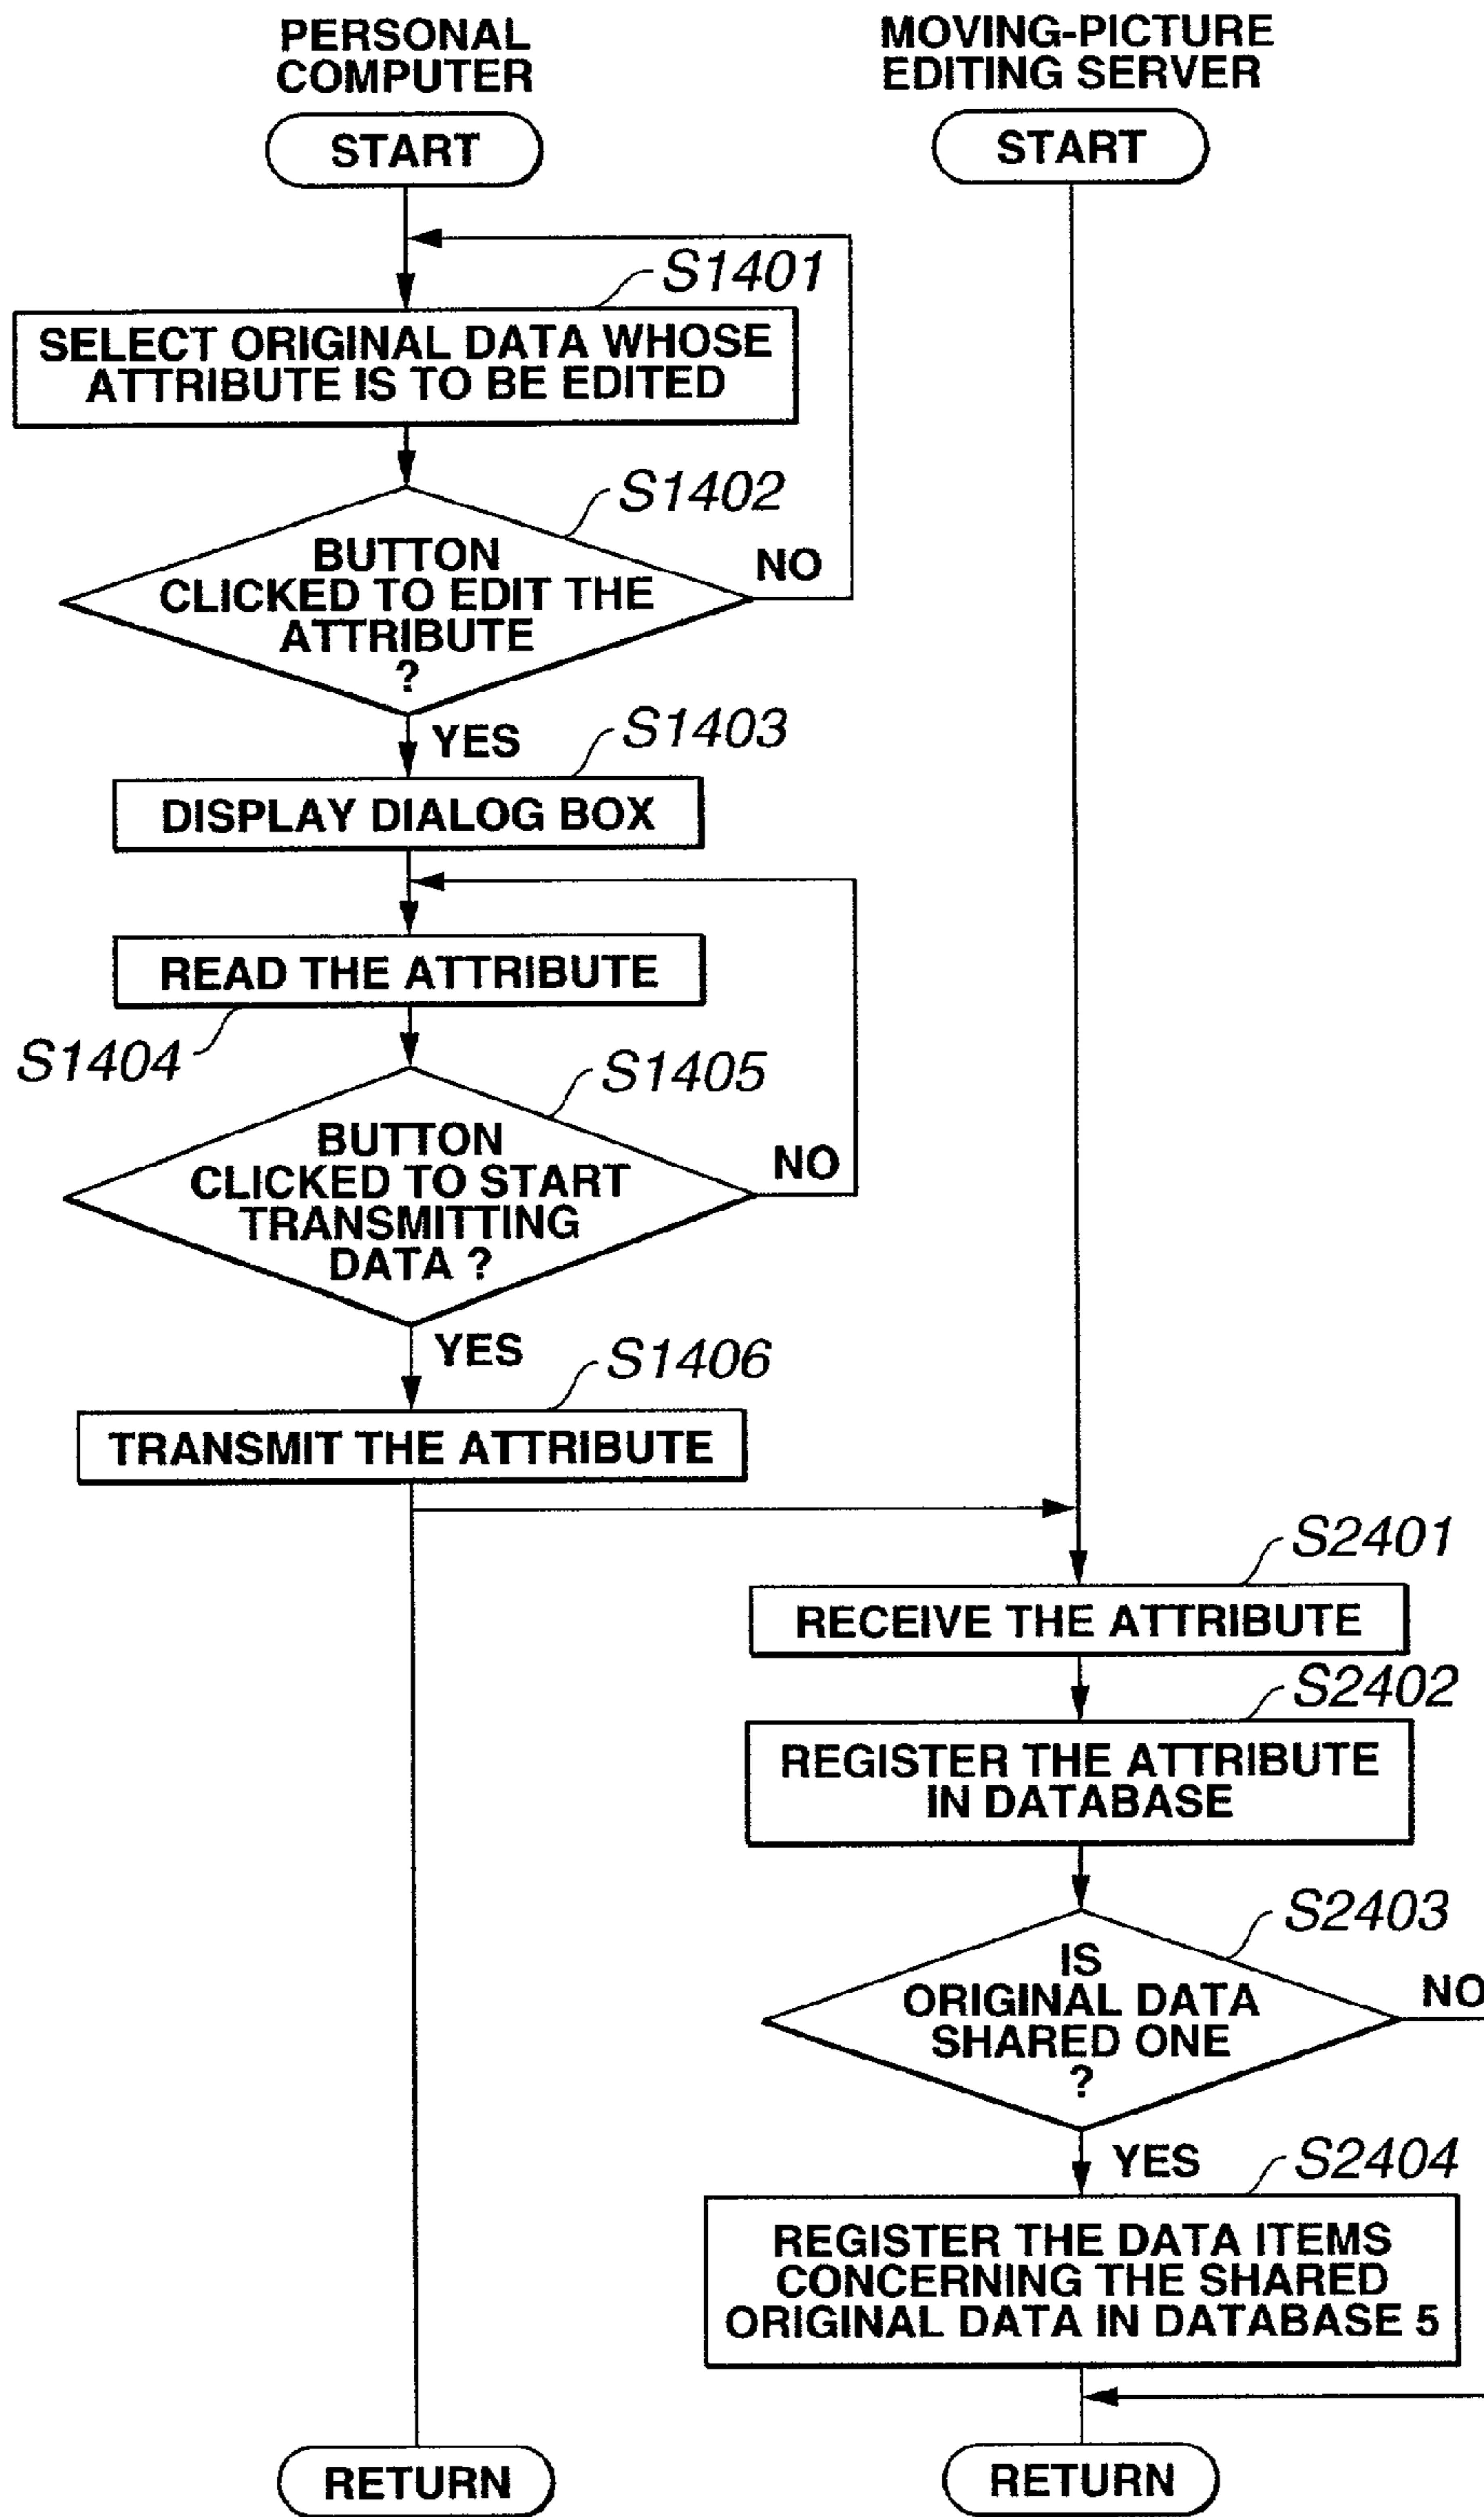 PERSONAL
COMPUTER
START
S1401
SELECT ORIGINAL DATA WHOSE
ATTRIBUTE IS TO BE EDITED
S1402
BUTTON
CLICKED TO EDIT THE
ATTRIBUTE
?
NO
YES
S1403
DISPLAY DIALOG BOX
READ THE ATTRIBUTE
S1404
S1405
BUTTON
CLICKED TO START
TRANSMITTING
DATA ?
NO
YES
S1406
TRANSMIT THE ATTRIBUTE
RETURN
MOVING-PICTURE
EDITING SERVER
START
S2401
RECEIVE THE ATTRIBUTE
S2402
REGISTER THE ATTRIBUTE
IN DATABASE
S2403
IS
ORIGINAL DATA
SHARED ONE
?
NO
YES
S2404
REGISTER THE DATA ITEMS
CONCERNING THE SHARED
ORIGINAL DATA IN DATABASE 5
RETURN